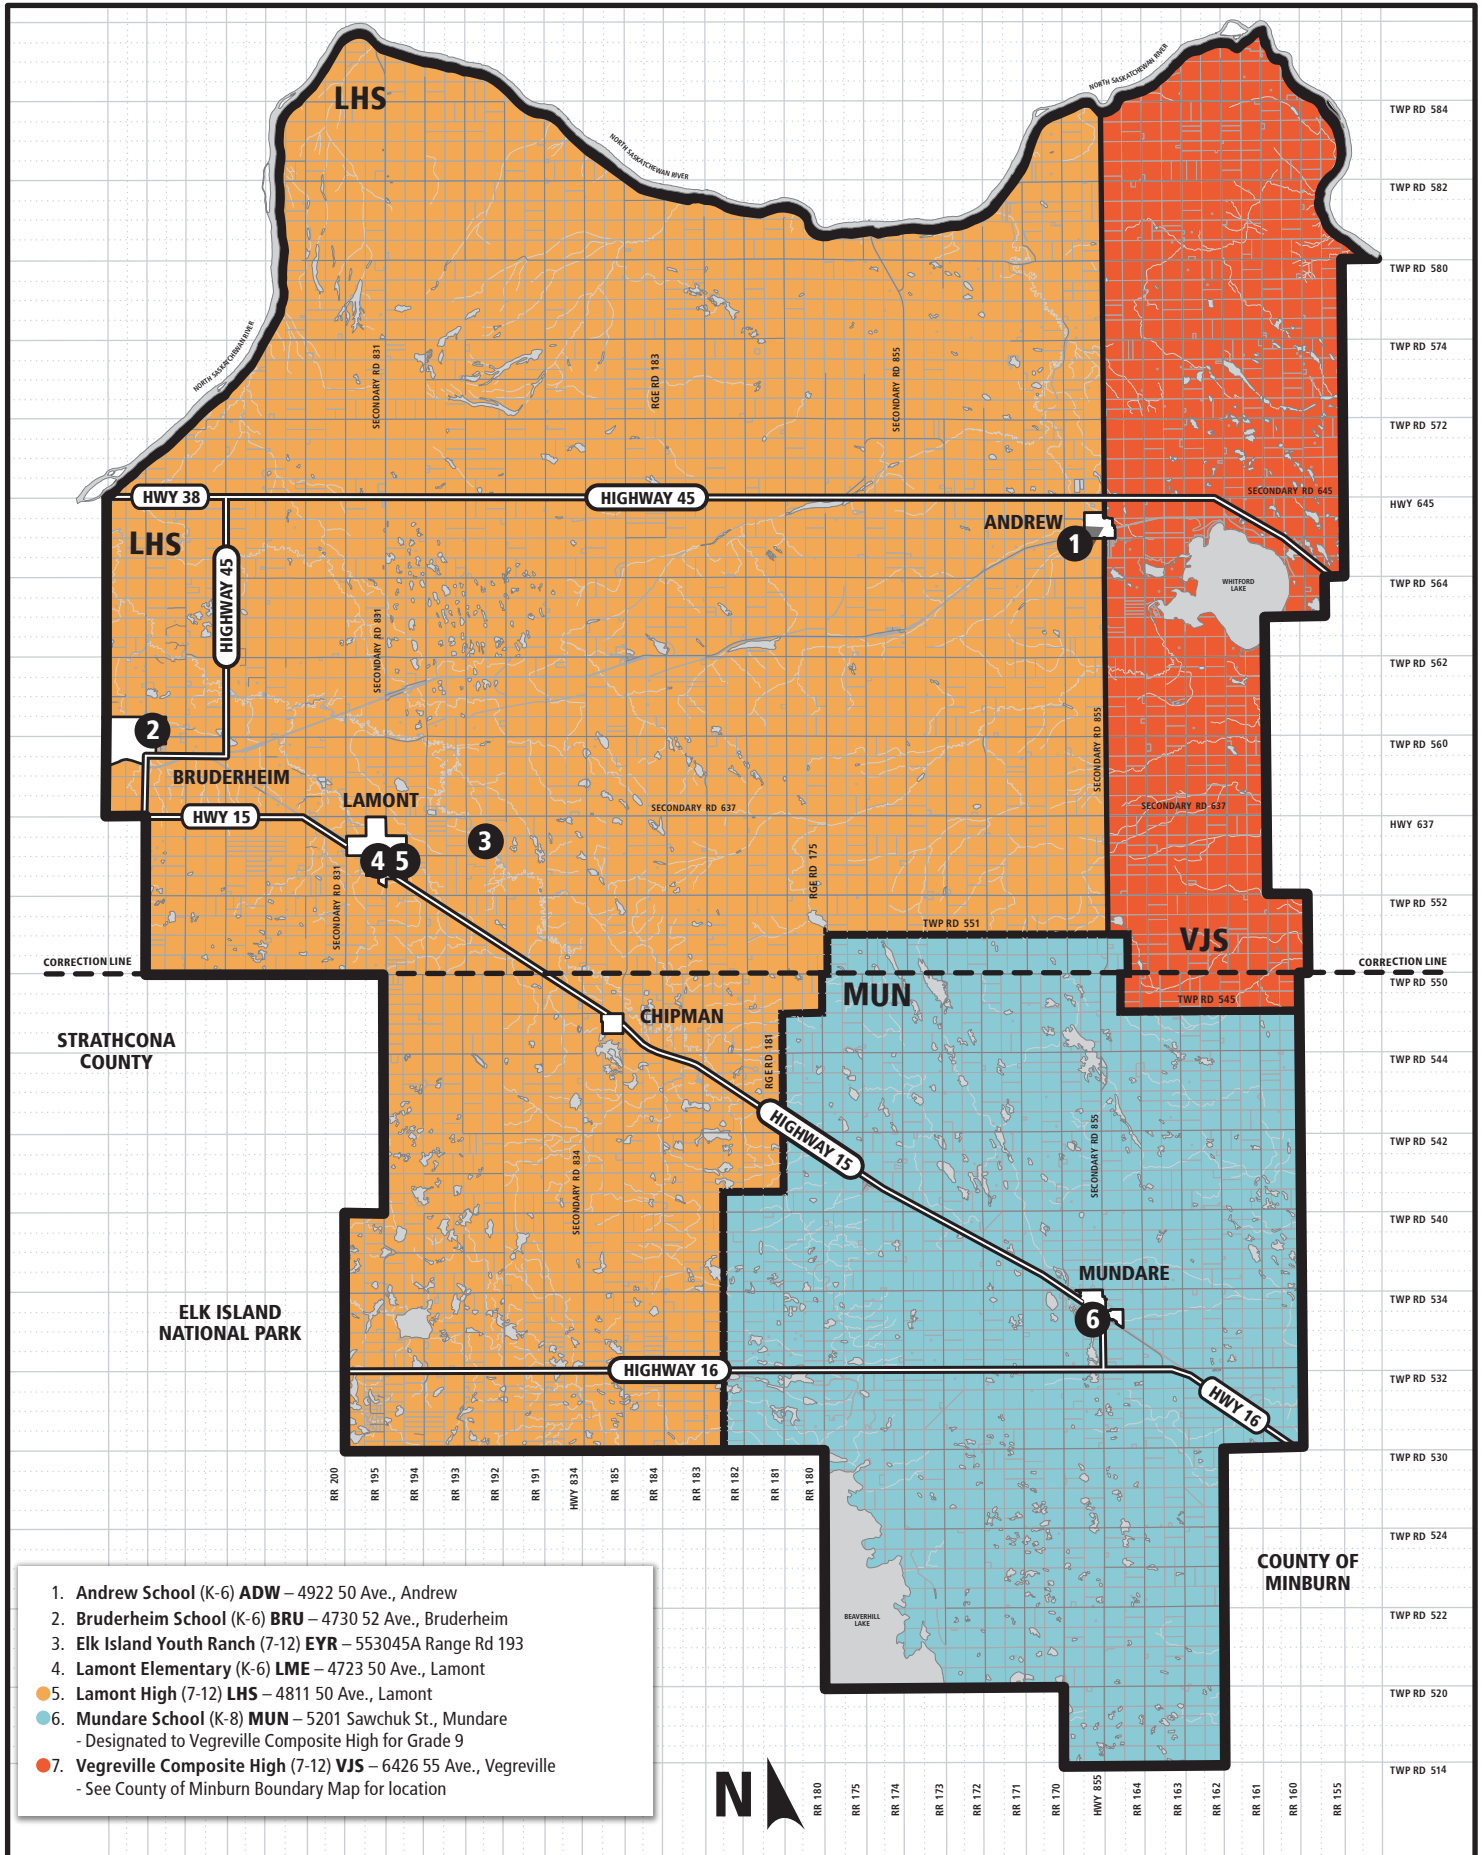 LHS
NORTH SASKATCHEWAN RIVER
NORTH SASKATCHEWAN RIVER
TWP RD 584
TWP RD 582
TWP RD 580
NORTH SASKATCHEWAN RIVER
SECONDARY RD 831
RGE RD 183
SECONDARY RD 855
TWP RD 574
TWP RD 572
HWY 38
HIGHWAY 45
SECONDARY RD 645
HWY 645
LHS
ANDREW
1
HIGHWAY 45
WHITFORD
LAKE
TWP RD 564
SECONDARY RD 831
TWP RD 562
2
SECONDARY RD 855
TWP RD 560
BRUDERHEIM
LAMONT
SECONDARY RD 637
SECONDARY RD 637
HWY 15
HWY 637
3
4 5
SECONDARY RD 831
RGE RD 175
TWP RD 552
TWP RD 551
VJS
CORRECTION LINE
CORRECTION LINE
TWP RD 550
MUN
TWP RD 545
CHIPMAN
STRATHCONA
COUNTY
RGE RD 181
TWP RD 544
HIGHWAY 15
TWP RD 542
SECONDARY RD 834
SECONDARY RD 855
TWP RD 540
MUNDARE
ELK ISLAND
NATIONAL PARK
TWP RD 534
6
HIGHWAY 16
TWP RD 532
HWY 16
TWP RD 530
RR 200
RR 195
RR 194
RR 193
RR 192
RR 191
HWY 834
RR 185
RR 184
RR 183
RR 182
RR 181
RR 180
TWP RD 524
COUNTY OF
MINBURN
BEAVERHILL
LAKE
TWP RD 522
TWP RD 520
TWP RD 514
1. Andrew School (K-6) ADW – 4922 50 Ave., Andrew
2. Bruderheim School (K-6) BRU – 4730 52 Ave., Bruderheim
3. Elk Island Youth Ranch (7-12) EYR – 553045A Range Rd 193
4. Lamont Elementary (K-6) LME – 4723 50 Ave., Lamont
5. Lamont High (7-12) LHS – 4811 50 Ave., Lamont
6. Mundare School (K-8) MUN – 5201 Sawchuk St., Mundare
- Designated to Vegreville Composite High for Grade 9
7. Vegreville Composite High (7-12) VJS – 6426 55 Ave., Vegreville
- See County of Minburn Boundary Map for location
N
RR 180
RR 175
RR 174
RR 173
RR 172
RR 171
RR 170
HWY 855
RR 164
RR 163
RR 162
RR 161
RR 160
RR 155